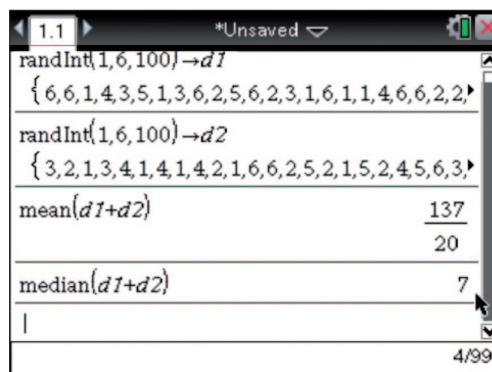 1.1
*Unsaved
randInt(1,6,100)→d1
{6,6,1,4,3,5,1,3,6,2,5,6,2,3,1,6,1,1,4,6,6,2,2,
randInt(1,6,100)→d2
{3,2,1,3,4,1,4,1,4,2,1,6,6,2,5,2,1,5,2,4,5,6,3,
mean(d1+d2)
137
20
median(d1+d2)
7
4/99